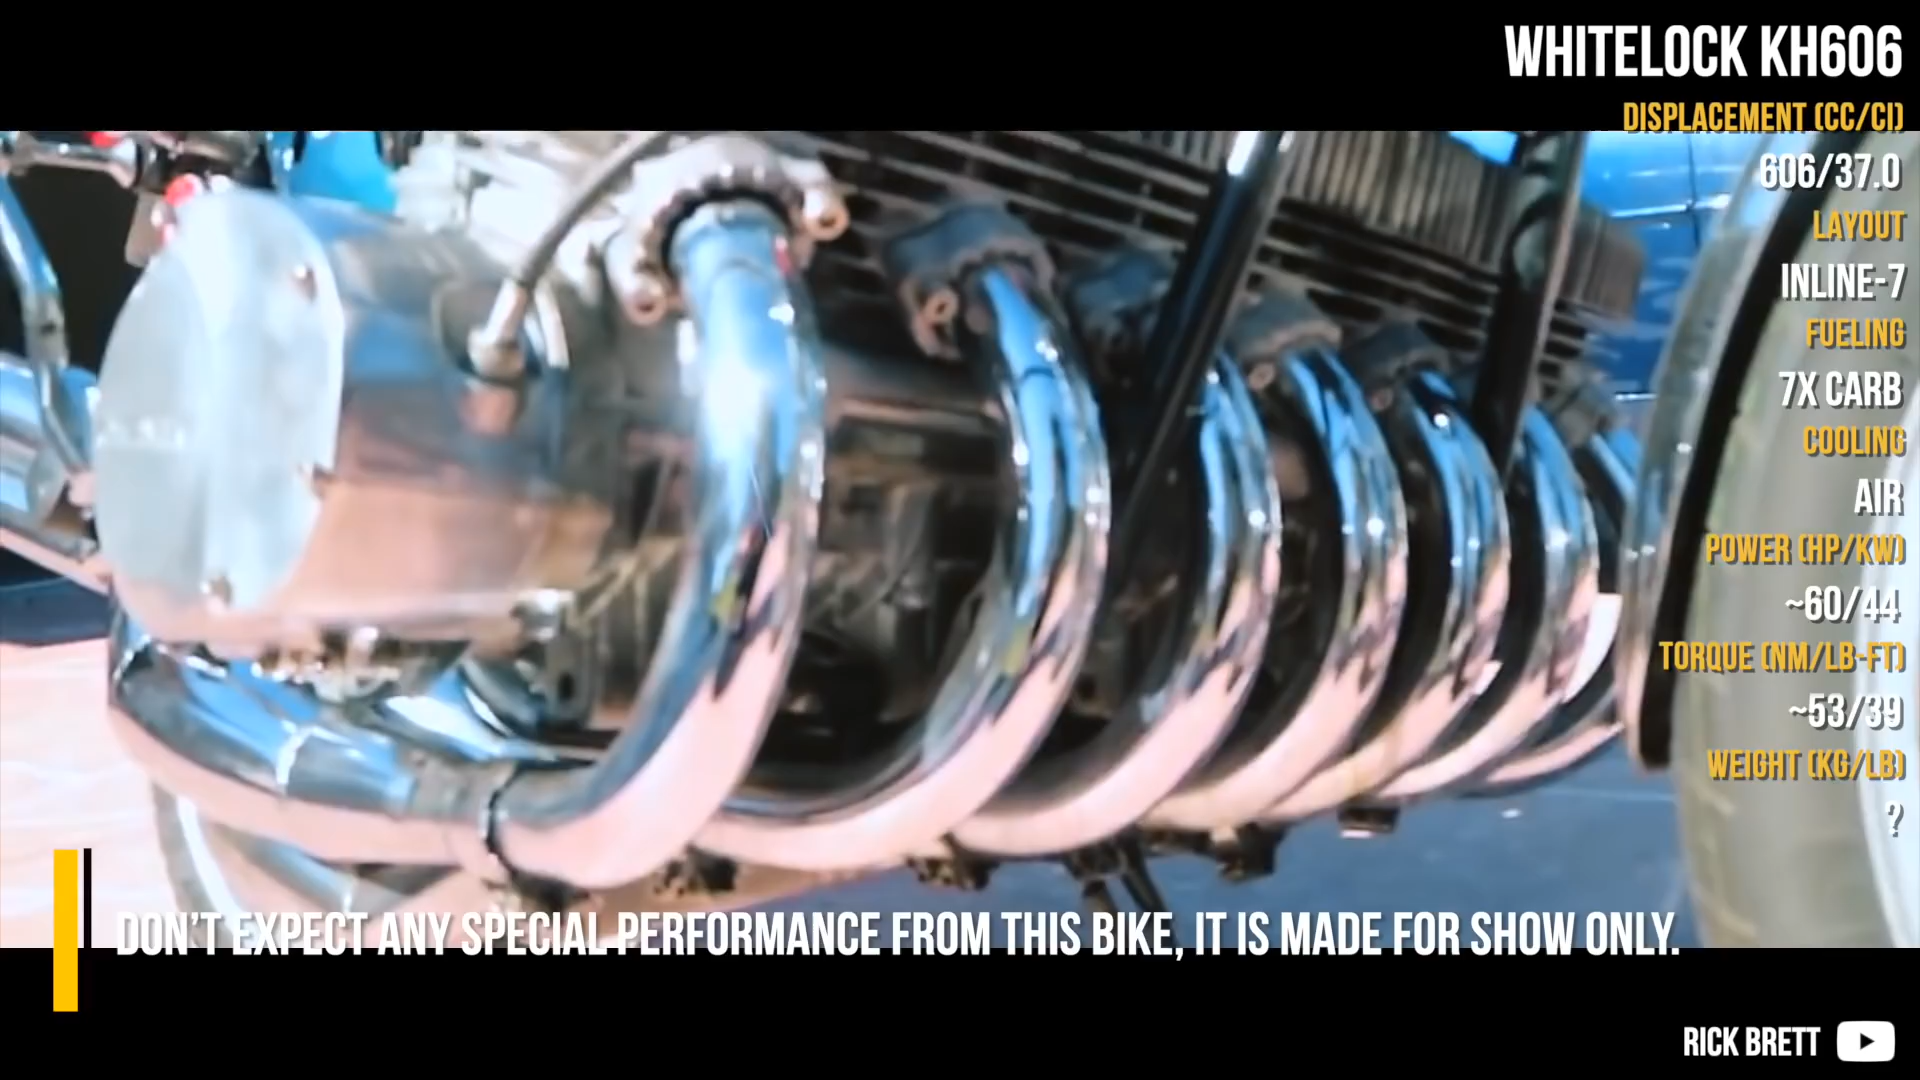 WHITELOCK KH606
DISPLACEMENT (CC/CI)
606/37.0
LAYOUT
INLINE-7
FUELING
7X CARB
COOLING
AIR
POWER (HP/KW)
~60/44
TORQUE (NM/LB-FT)
~53/39
WEIGHT (KG/LB)
?
DON'T EXPECT ANY SPECIAL PERFORMANCE FROM THIS BIKE, IT IS MADE FOR SHOW ONLY.
RICK BRETT